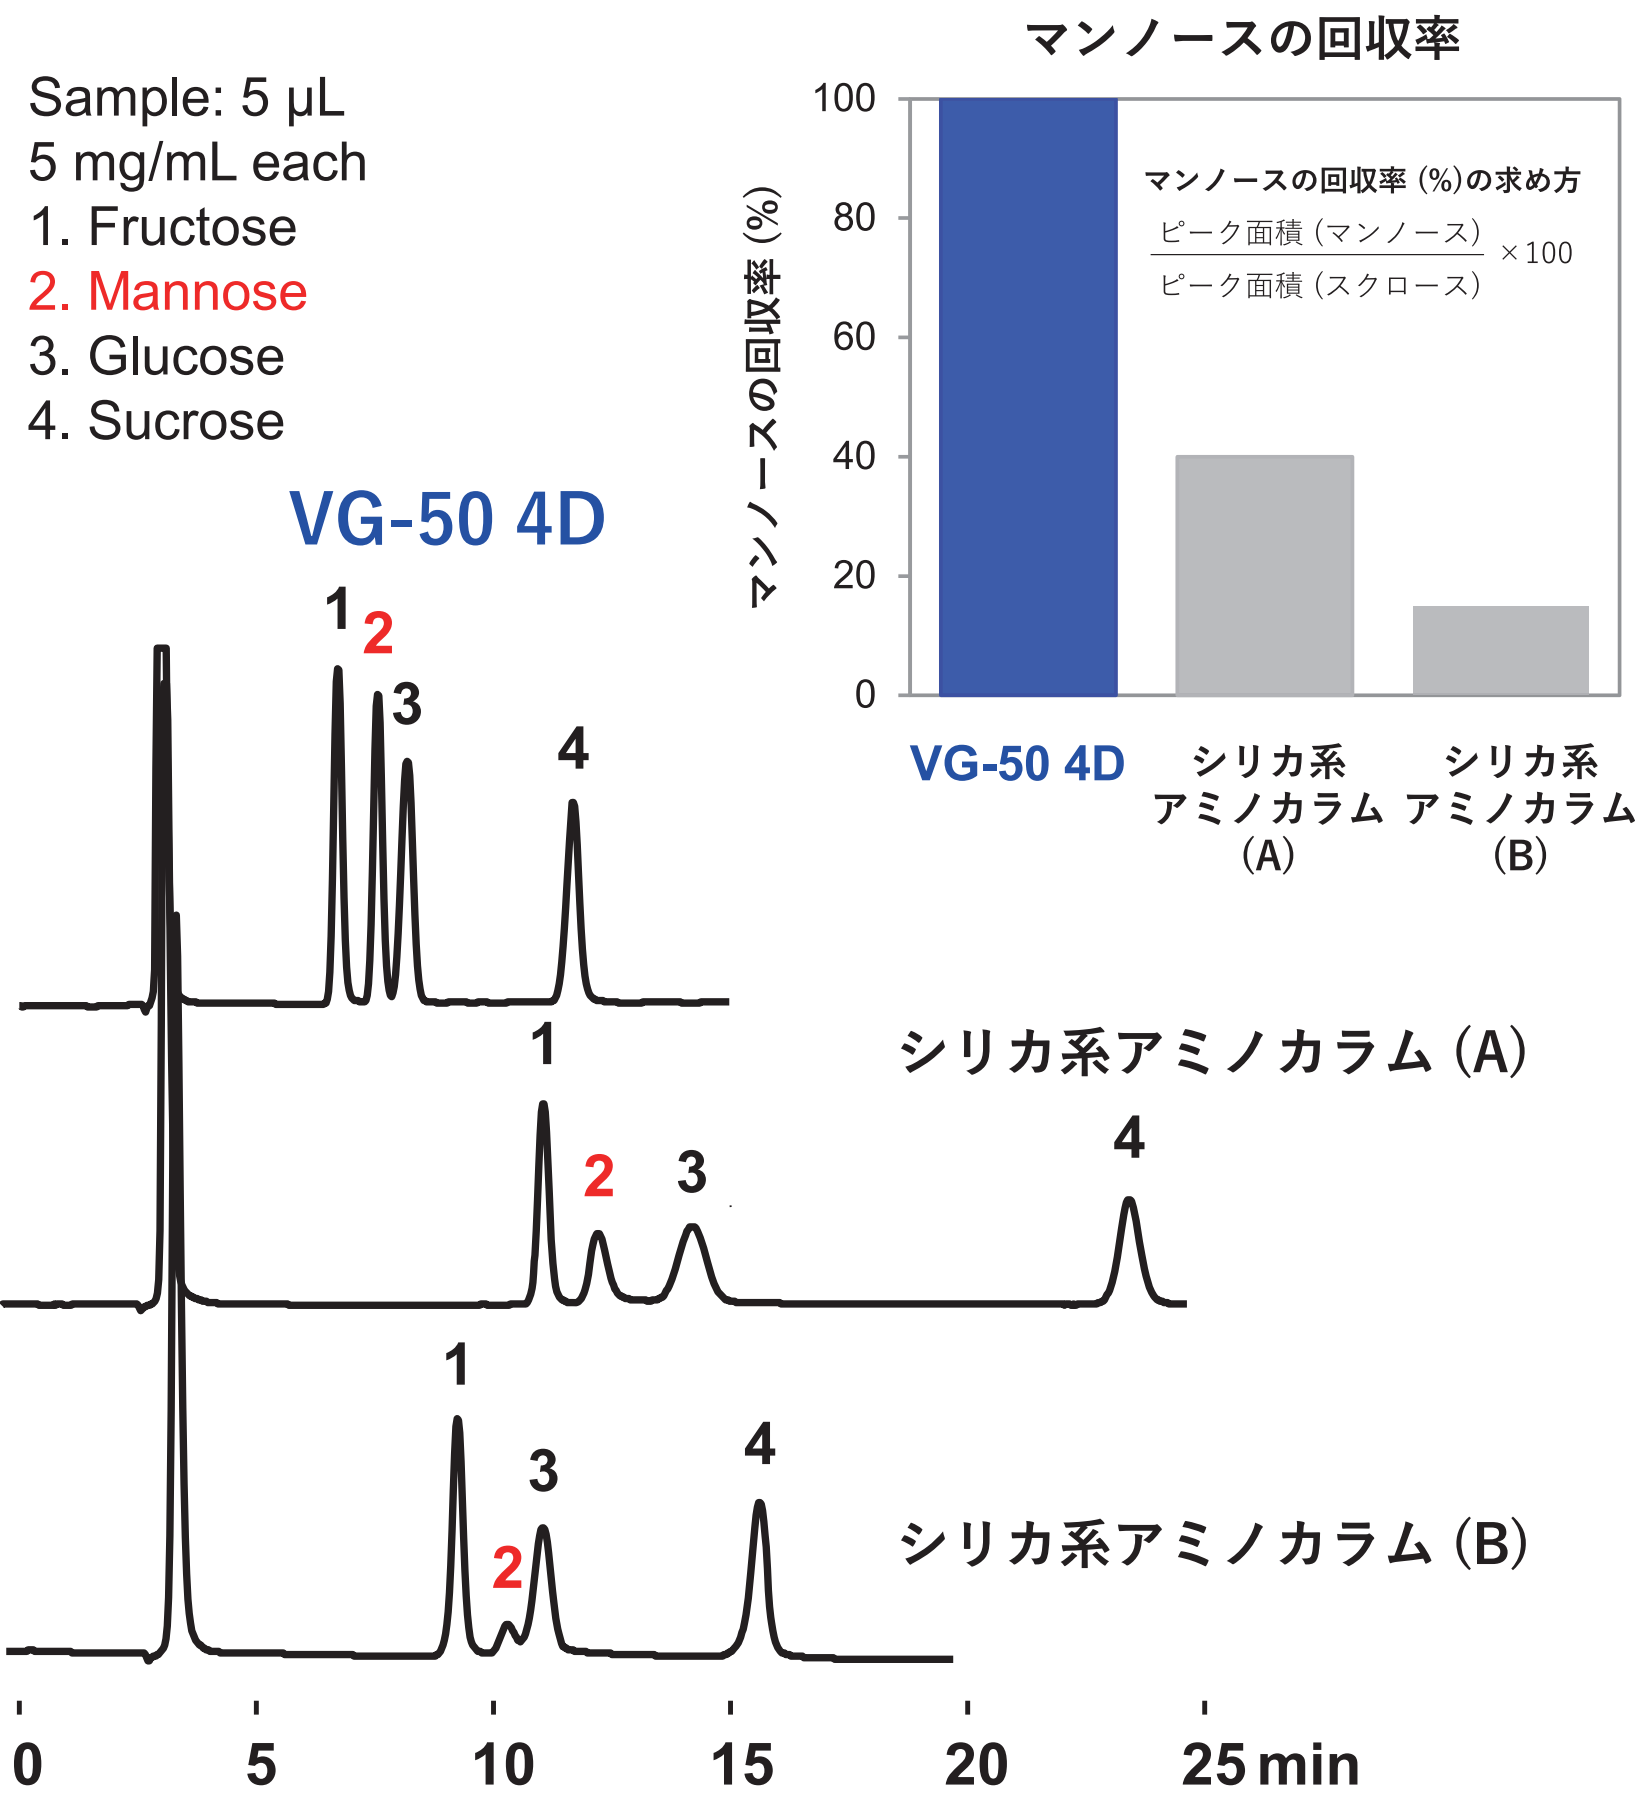 Sample: 5 µL
5 mg/mL each
1. Fructose
2. Mannose
3. Glucose
4. Sucrose
マンノースの回収率
マンノースの回収率 (%)
100
80
60
40
20
0
マンノースの回収率 (%)の求め方
ピーク面積 (マンノース)
ピーク面積 (スクロース)
×100
VG-50 4D
シリカ系
アミノカラム
(A)
シリカ系
アミノカラム
(B)
VG-50 4D
1
2
3
4
シリカ系アミノカラム (A)
1
2
3
4
シリカ系アミノカラム (B)
1
2
3
4
0 5 10 15 20 25 min